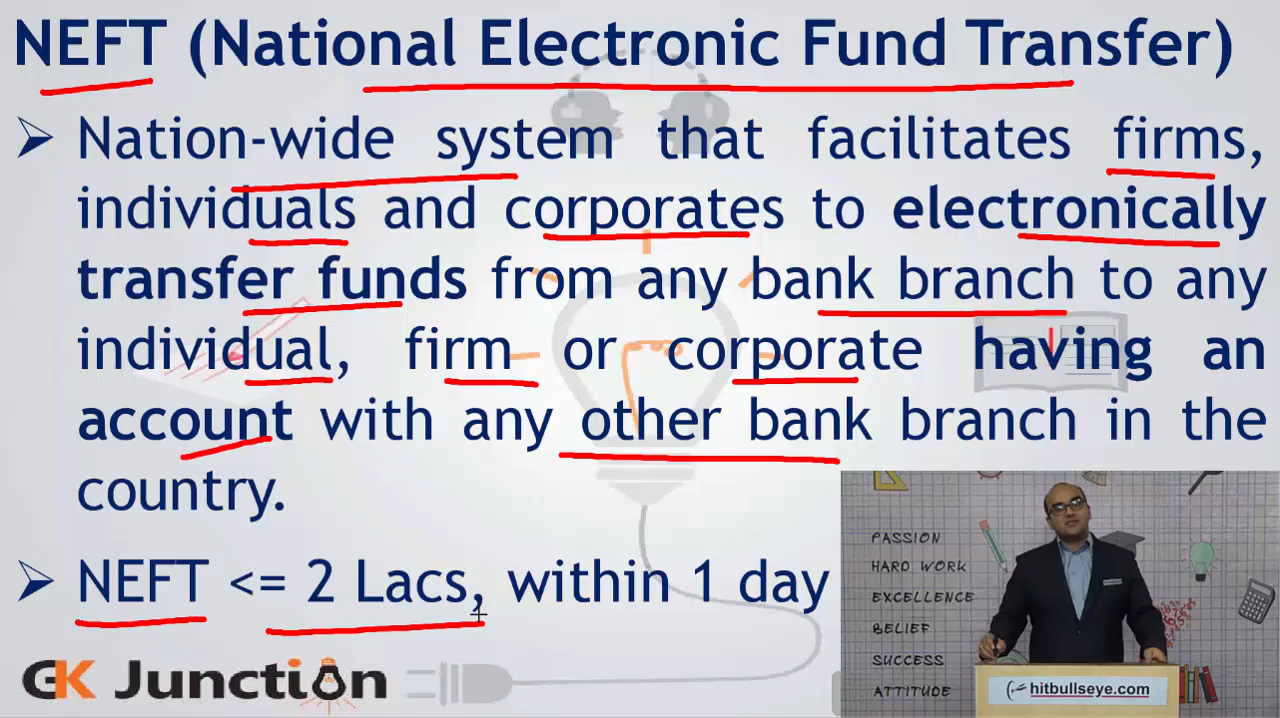 NEFT (National Electronic Fund Transfer)
Nation-wide system that facilitates firms,
individuals and corporates to electronically
transfer funds from any bank branch to any
individual, firm or corporate having an
account with any other bank branch in the
country.
NEFT <= 2 Lacs, within 1 day
GK Junction
PASSION
HARD WORK
EXCELLENCE
BELIEF
SUCCESS
ATTITUDE
hitbullseye.com